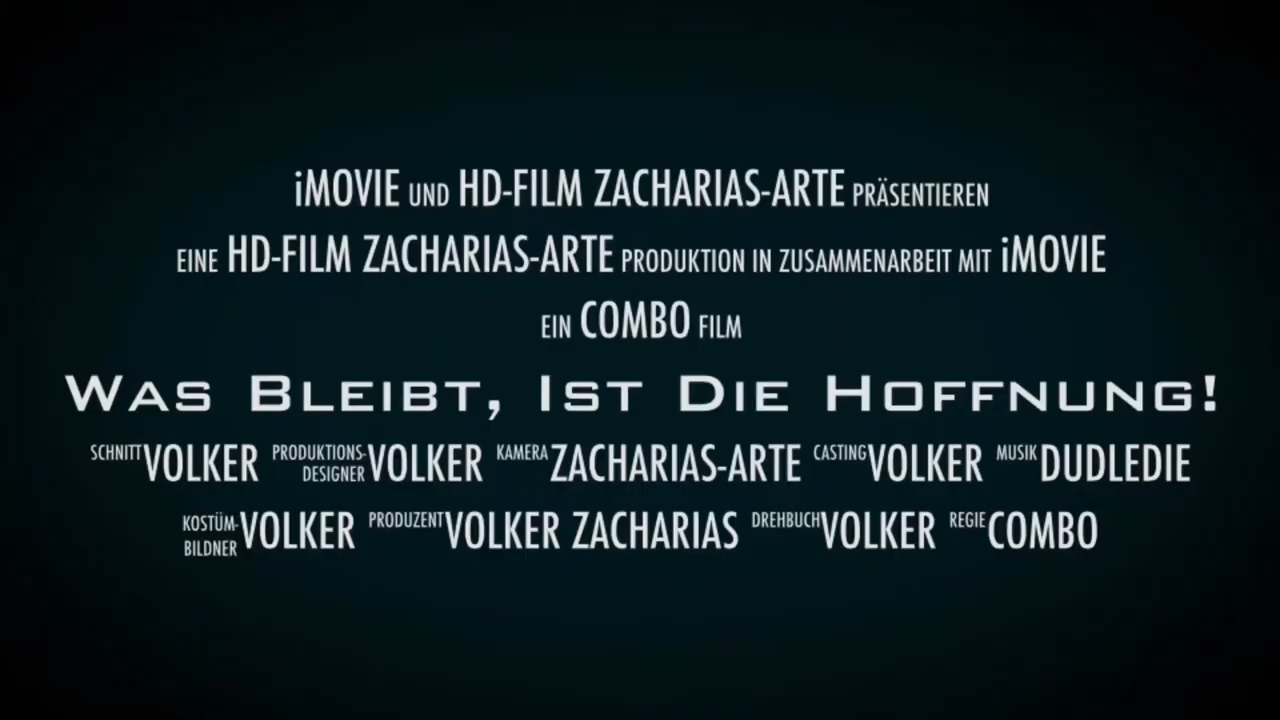 iMOVIE UND HD-FILM ZACHARIAS-ARTE PRÄSENTIEREN
EINE HD-FILM ZACHARIAS-ARTE PRODUKTION IN ZUSAMMENARBEIT MIT iMOVIE
EIN COMBO FILM
WAS BLEIBT, IST DIE HOFFNUNG!
SCHNITT VOLKER PRODUKTIONS-DESIGNER VOLKER KAMERA ZACHARIAS-ARTE CASTING VOLKER MUSIK DUDLEDIE
KOSTÜM-BILDNER VOLKER PRODUZENT VOLKER ZACHARIAS DREHBUCH VOLKER REGIE COMBO